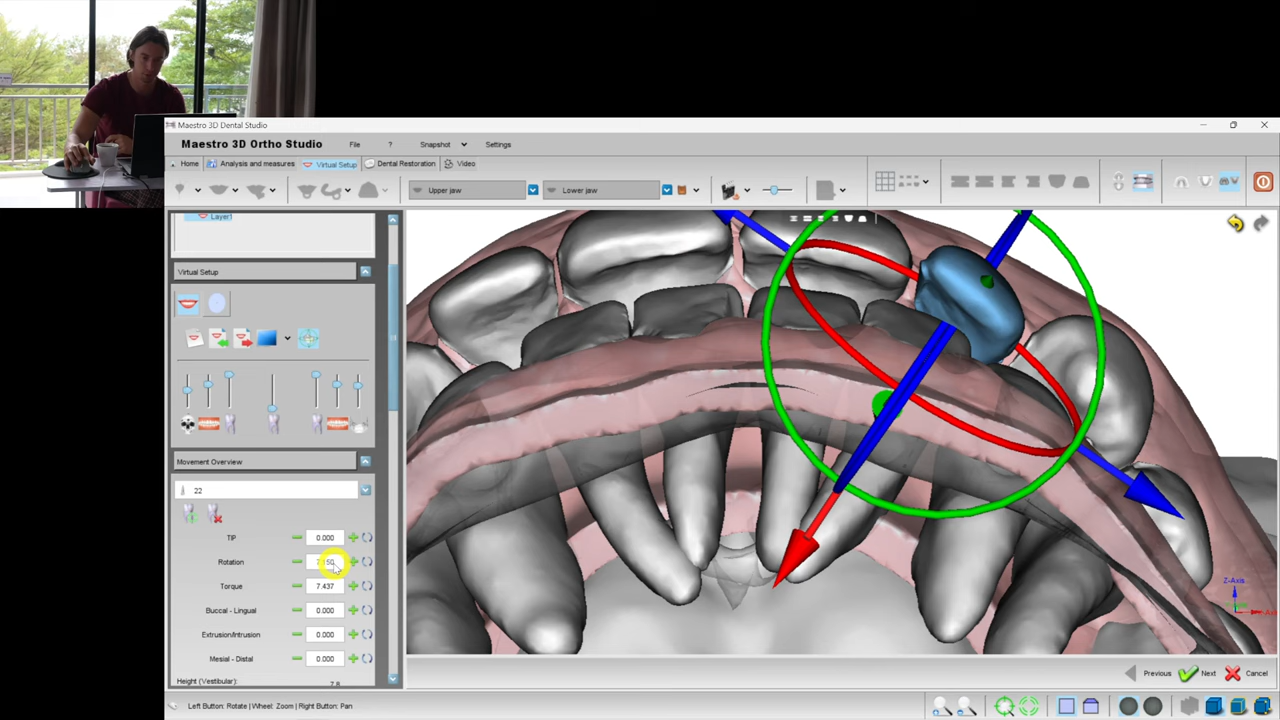 Maestro 3D Dental Studio
Maestro 3D Ortho Studio File ? Snapshot Settings
Home Analysis and measures Virtual Setup Dental Restoration Video
Upper jaw Lower jaw
Layer1
Virtual Setup
Movement Overview
22
TIP 0.000
Rotation
Torque 7.437
Buccal - Lingual 0.000
Extrusion/Intrusion 0.000
Mesial - Distal 0.000
Height (Vestibular): 7.8
Z-Axis
Previous Next Cancel
Left Button: Rotate | Wheel: Zoom | Right Button: Pan